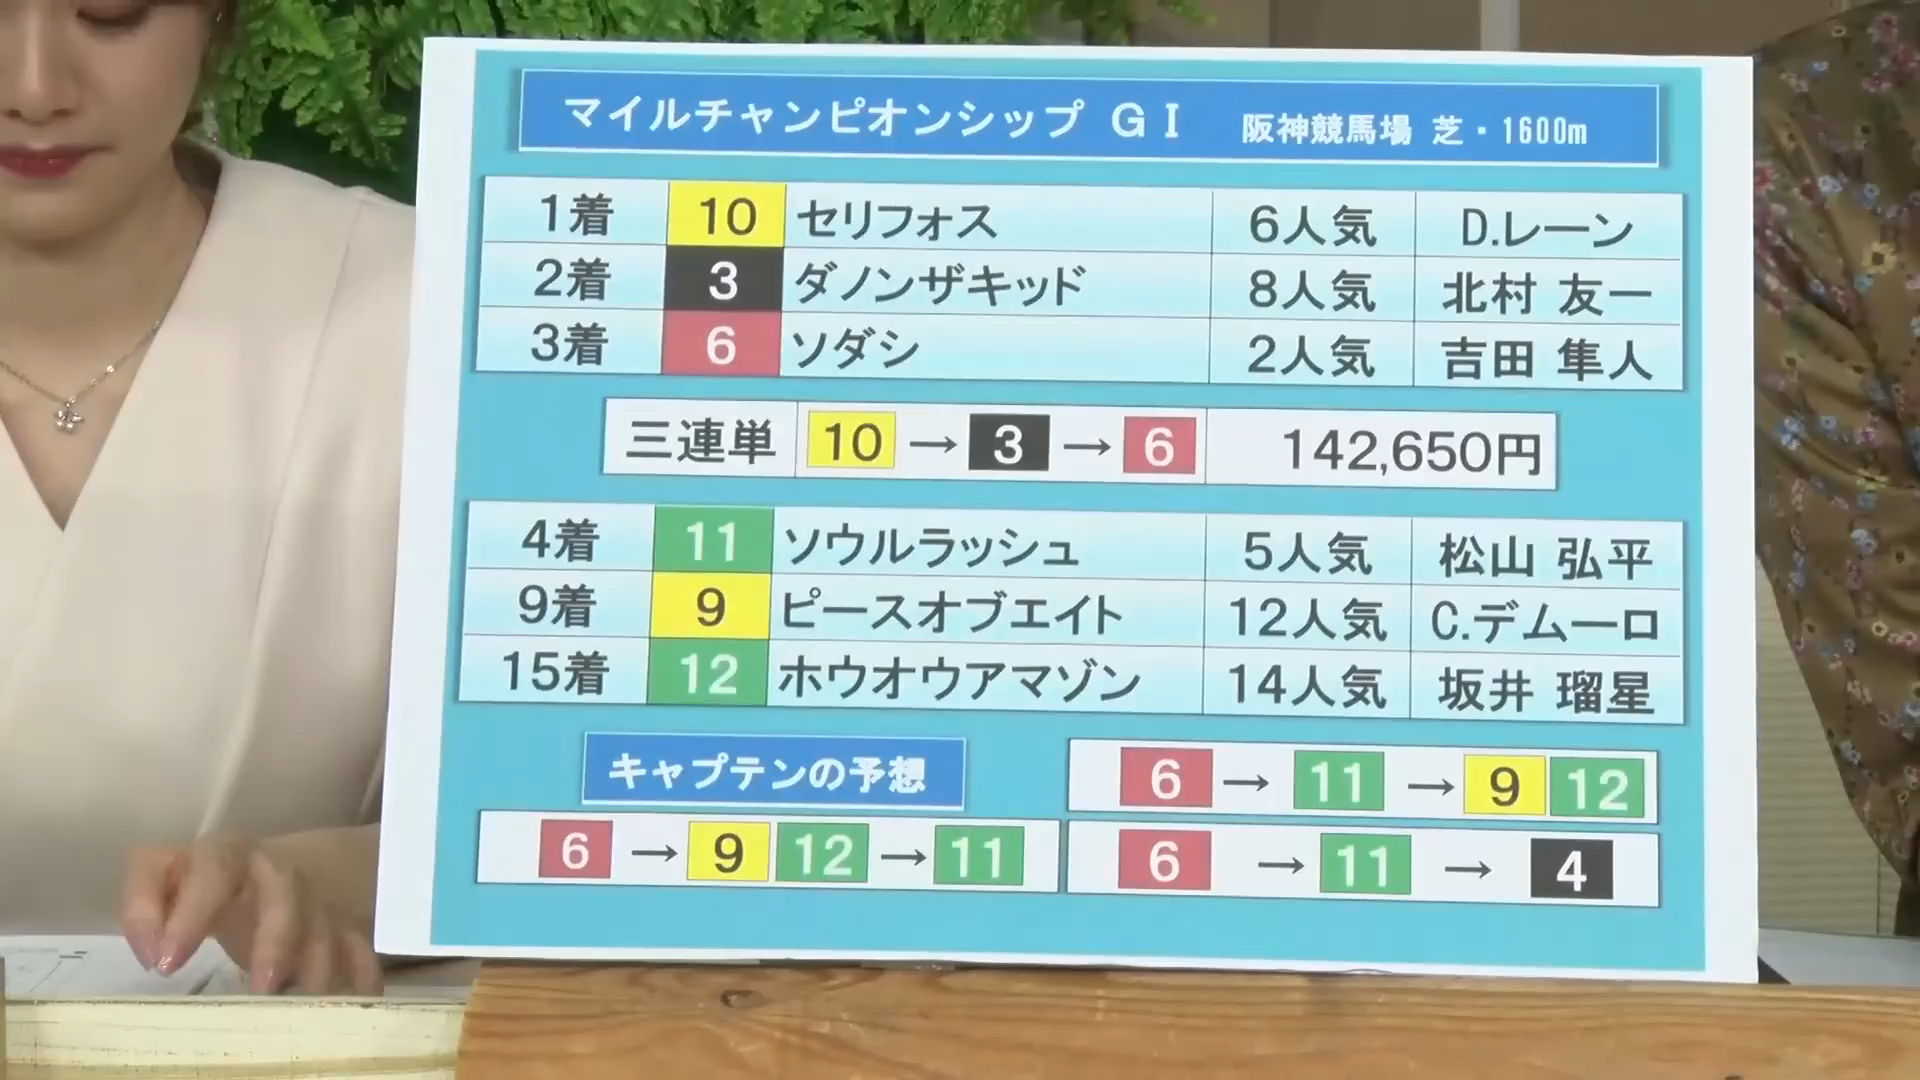 マイルチャンピオンシップ GⅠ 阪神競馬場 芝・1600m
1着 10 セリフォス 6人気 D.レーン
2着 3 ダノンザキッド 8人気 北村 友一
3着 6 ソダシ 2人気 吉田 隼人
三連単 10→3→6 142,650円
4着 11 ソウルラッシュ 5人気 松山 弘平
9着 9 ピースオブエイト 12人気 C.デムーロ
15着 12 ホウオウアマゾン 14人気 坂井 瑠星
キャプテンの予想
6→11→9 12
6→9 12→11
6→11→4